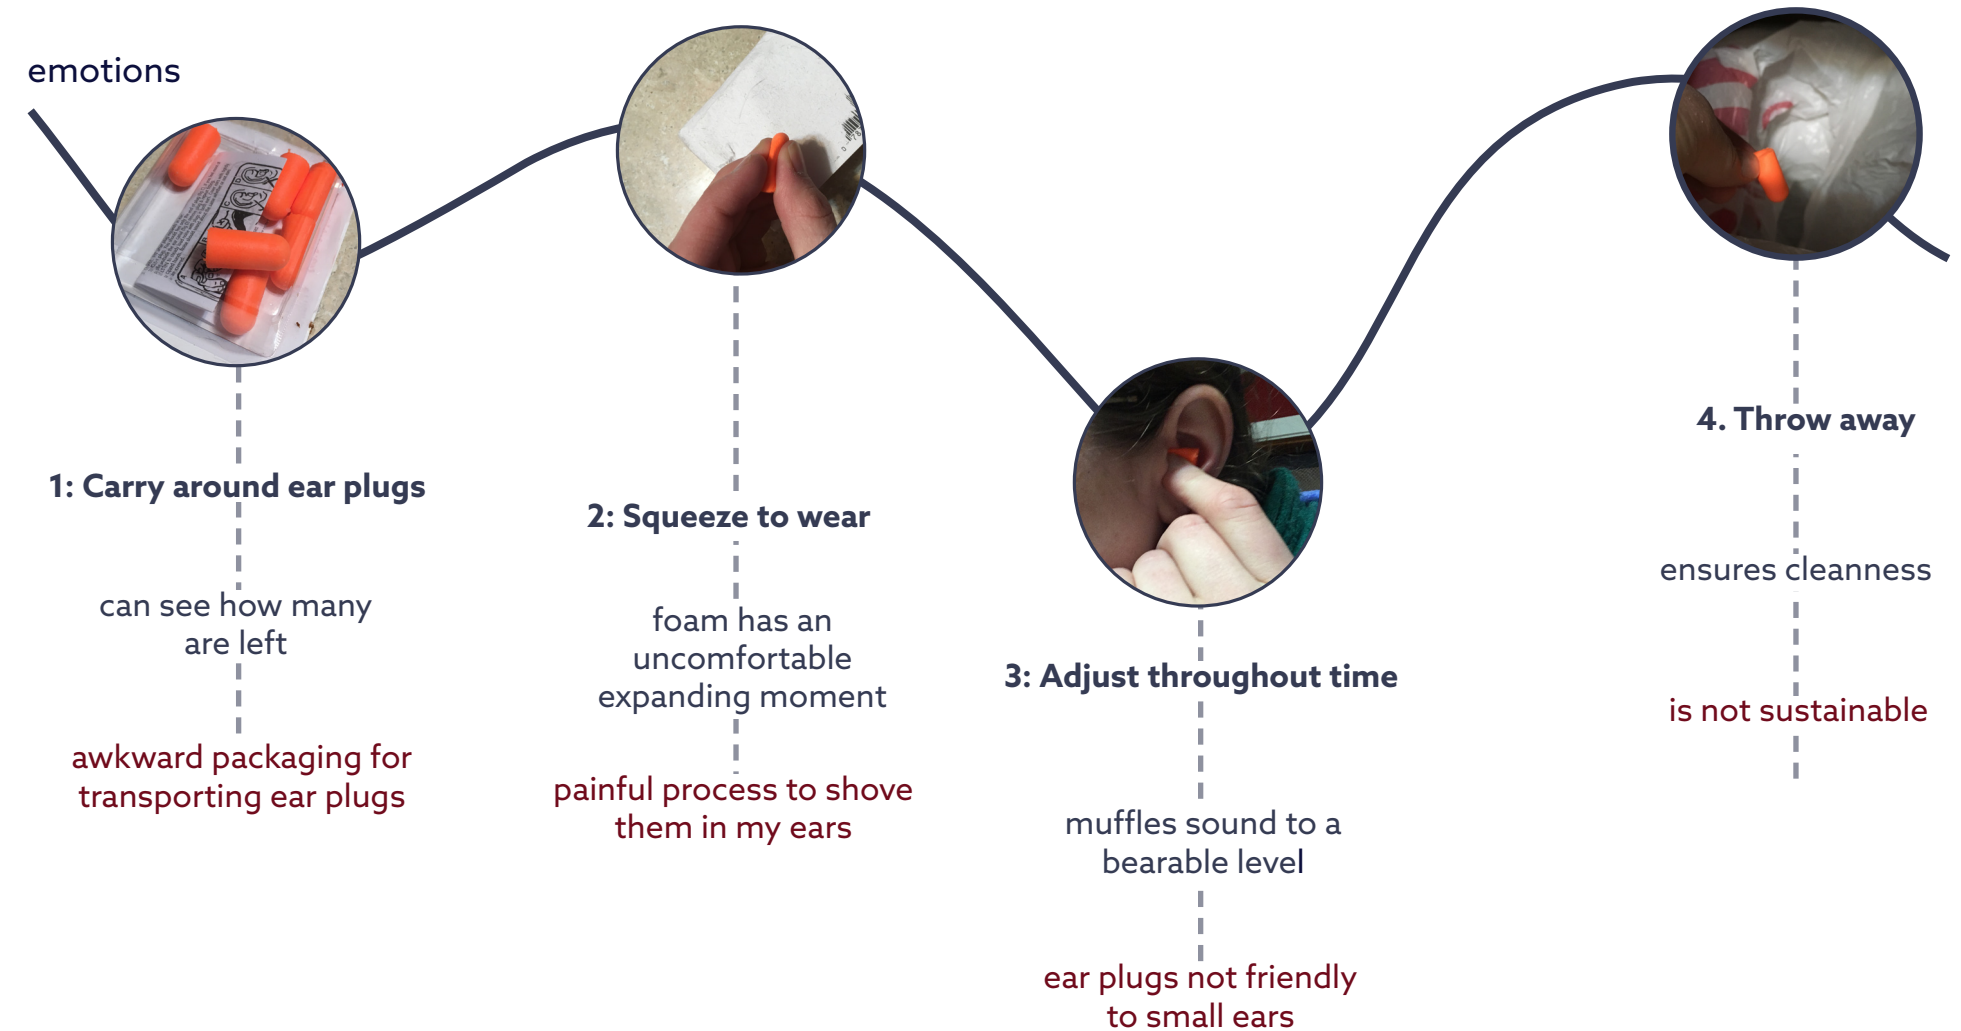 emotions
1: Carry around ear plugs
can see how many
are left
awkward packaging for
transporting ear plugs
2: Squeeze to wear
foam has an
uncomfortable
expanding moment
painful process to shove
them in my ears
3: Adjust throughout time
muffles sound to a
bearable level
ear plugs not friendly
to small ears
4. Throw away
ensures cleanness
is not sustainable